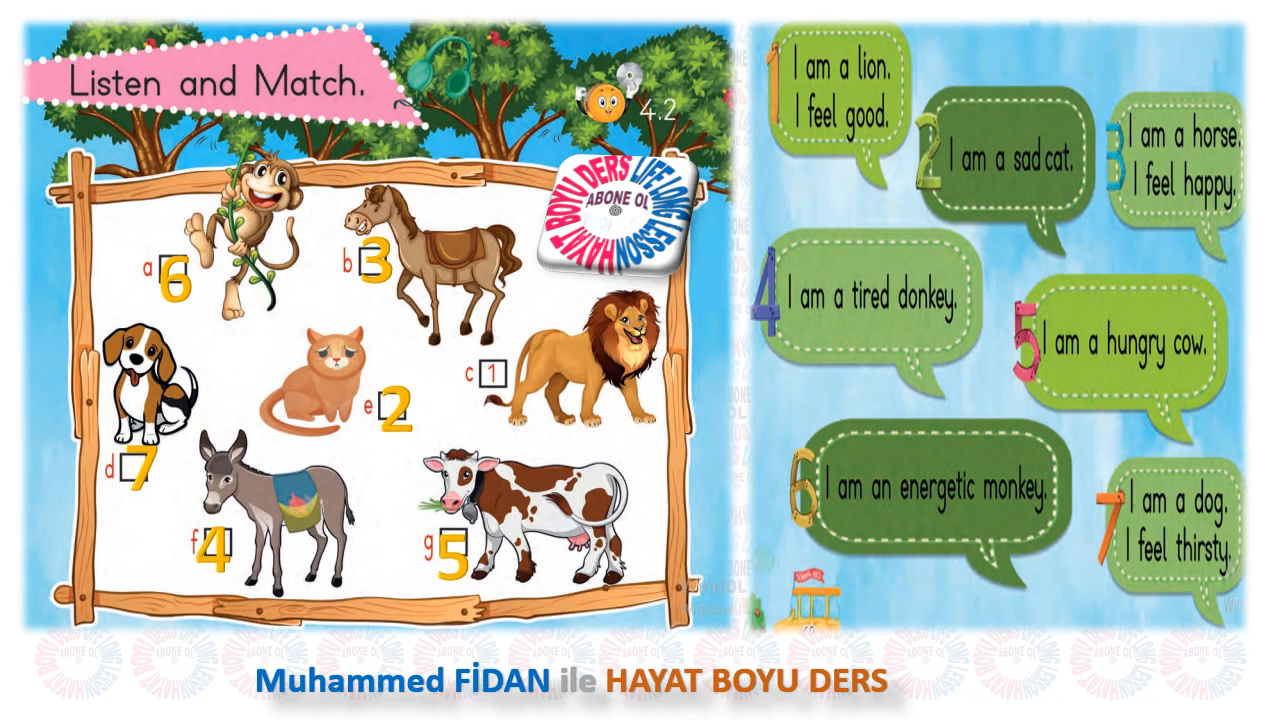 Listen and Match.
4.2
HAYAT BOYU DERS LIFE LONG LESSON
ABONE OL
a 6
b 3
c 1
d 7
e 2
f 4
g 5
1
I am a lion.
I feel good.
2
I am a sad cat.
3
I am a horse.
I feel happy.
4
I am a tired donkey.
5
I am a hungry cow.
6
I am an energetic monkey.
7
I am a dog.
I feel thirsty.
Muhammed FİDAN ile HAYAT BOYU DERS